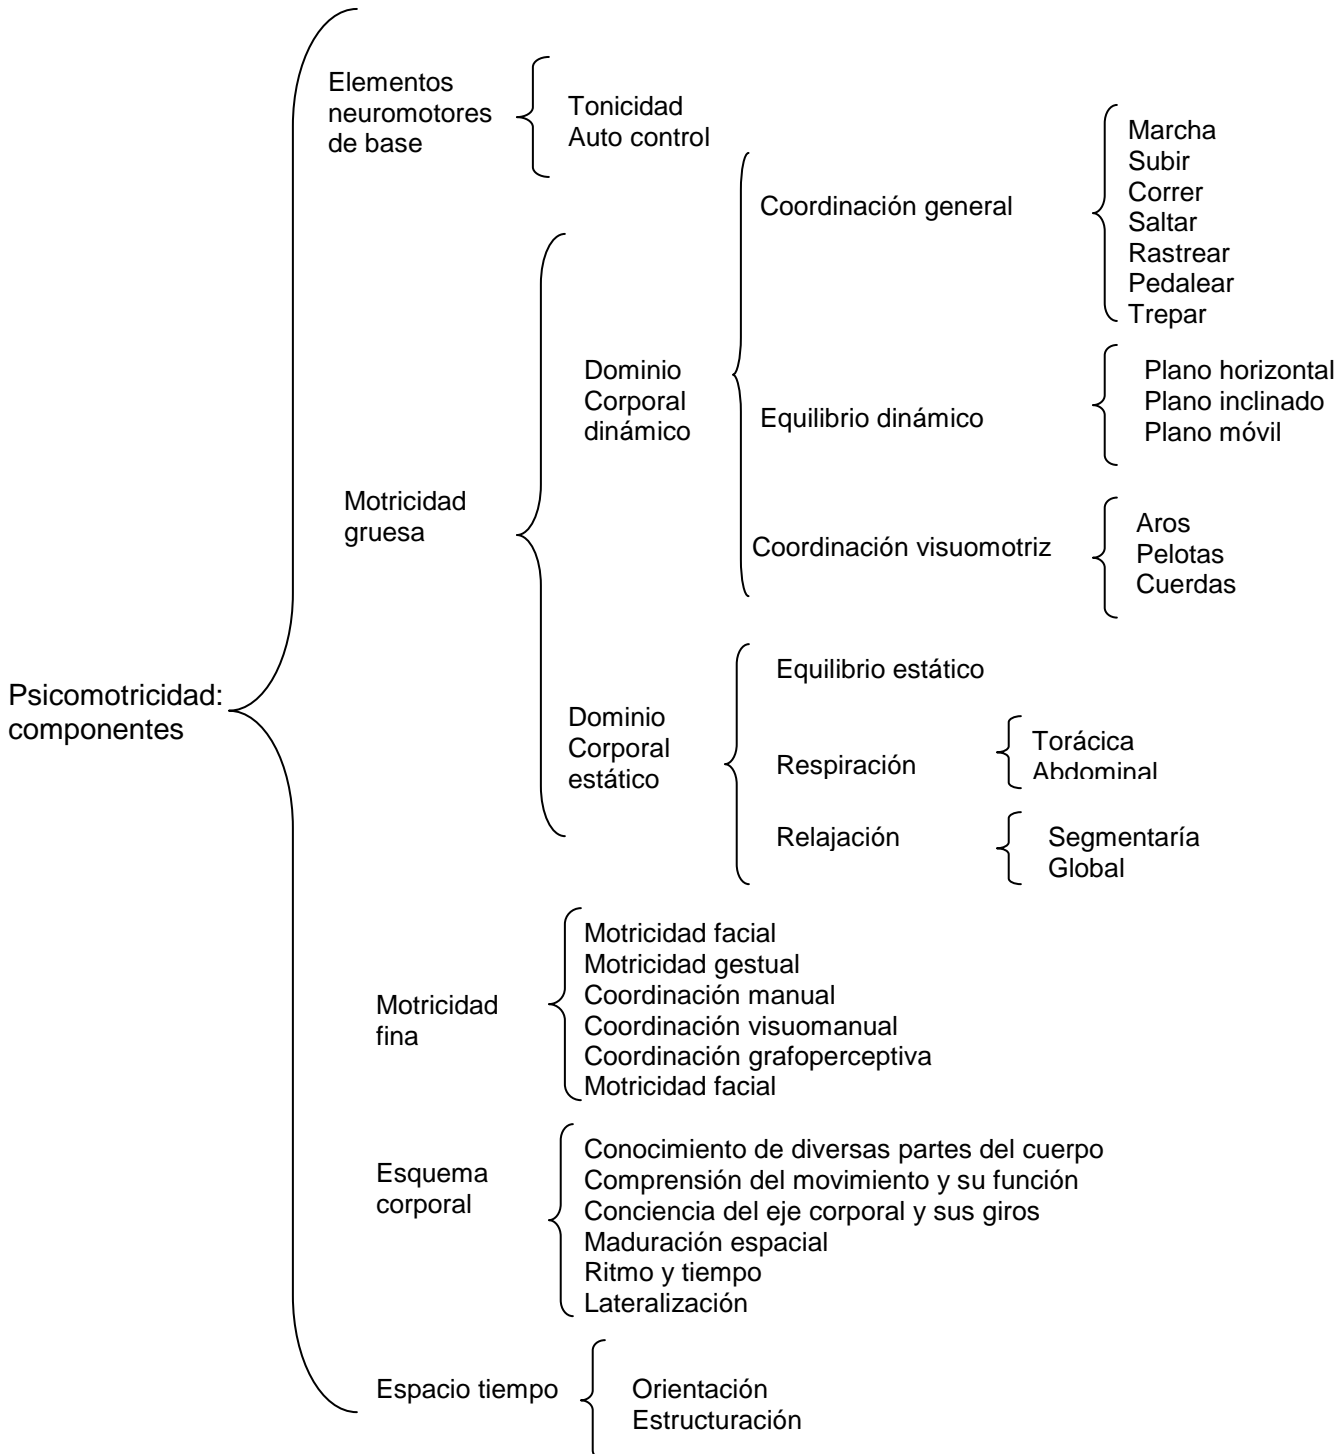 Psicomotricidad:
componentes
Elementos
neuromotores
de base
Tonicidad
Auto control
Motricidad
gruesa
Dominio
Corporal
dinámico
Coordinación general
Marcha
Subir
Correr
Saltar
Rastrear
Pedalear
Trepar
Equilibrio dinámico
Plano horizontal
Plano inclinado
Plano móvil
Coordinación visuomotriz
Aros
Pelotas
Cuerdas
Dominio
Corporal
estático
Equilibrio estático
Respiración
Torácica
Abdominal
Relajación
Segmentaría
Global
Motricidad
fina
Motricidad facial
Motricidad gestual
Coordinación manual
Coordinación visuomanual
Coordinación grafoperceptiva
Motricidad facial
Esquema
corporal
Conocimiento de diversas partes del cuerpo
Comprensión del movimiento y su función
Conciencia del eje corporal y sus giros
Maduración espacial
Ritmo y tiempo
Lateralización
Espacio tiempo
Orientación
Estructuración